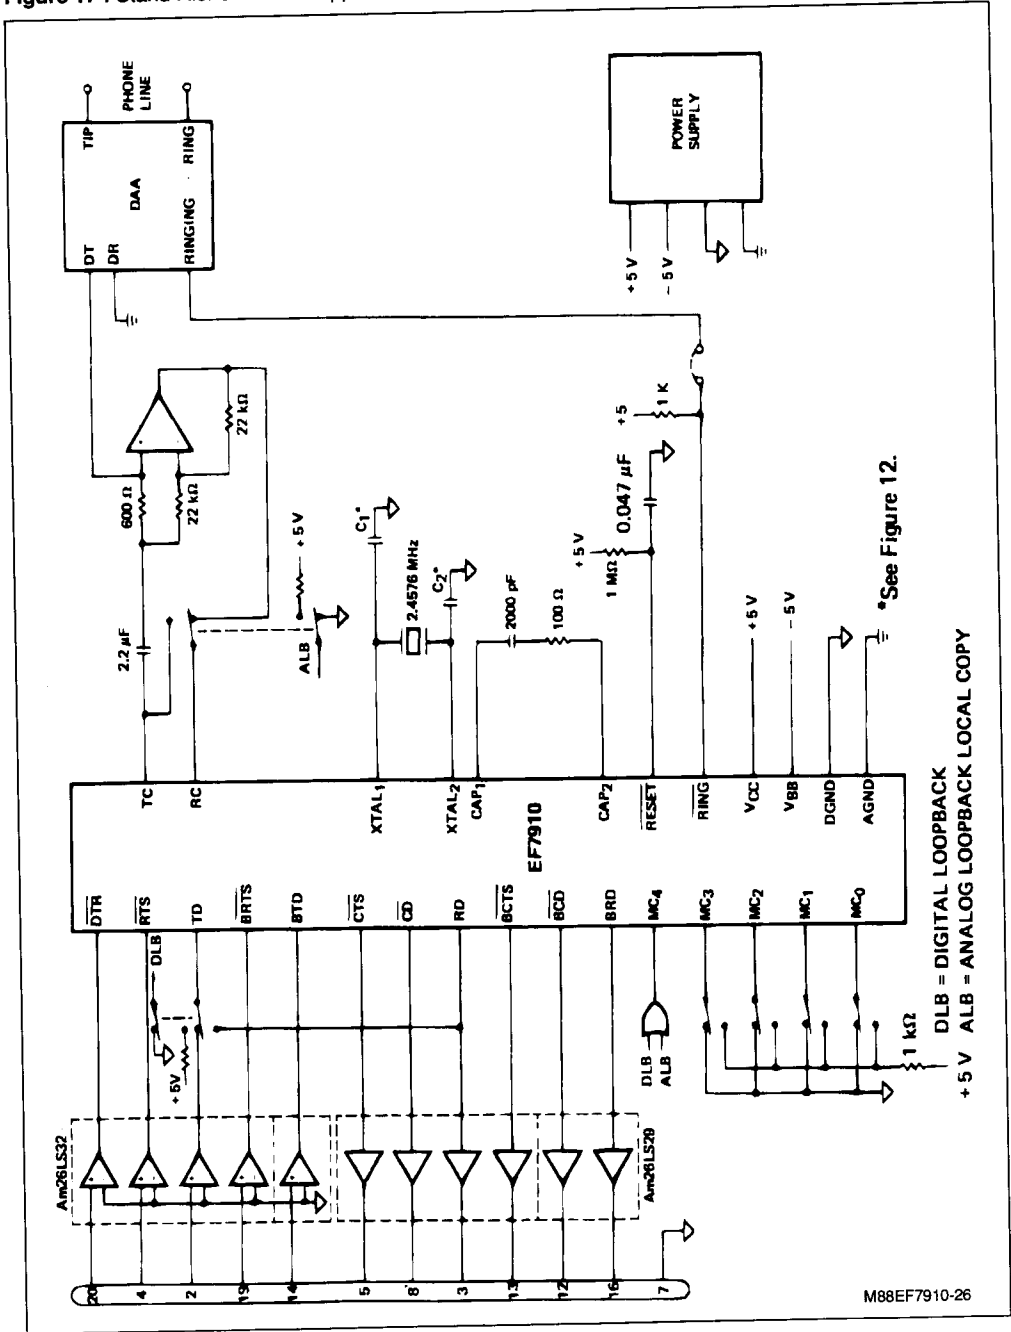 PHONE
LINE
TIP
RING
DAA
DT
DR
RINGING
POWER
SUPPLY
+5 V
- 5V
600 Ω
22 kΩ
22 kΩ
2.2 µF
+ 5 V
ALB
C1*
2.4576 MHz
C2*
2000 pF
100 Ω
+ 5 V
1 MΩ
0.047 µF
+5
1 K
+ 5 V
- 5 V
*See Figure 12.
TC
RC
XTAL1
XTAL2
CAP1
CAP2
RESET
RING
VCC
VBB
DGND
AGND
EF7910
DTR
RTS
TD
BRTS
BTD
CTS
CD
RD
BCTS
BCD
BRD
MC4
MC3
MC2
MC1
MC0
DLB
+ 5V
DLB
ALB
1 kΩ
+ 5 V
DLB = DIGITAL LOOPBACK
ALB = ANALOG LOOPBACK LOCAL COPY
Am26LS32
Am26LS29
20
4
2
19
14
5
8
3
13
12
16
7
M88EF7910-26